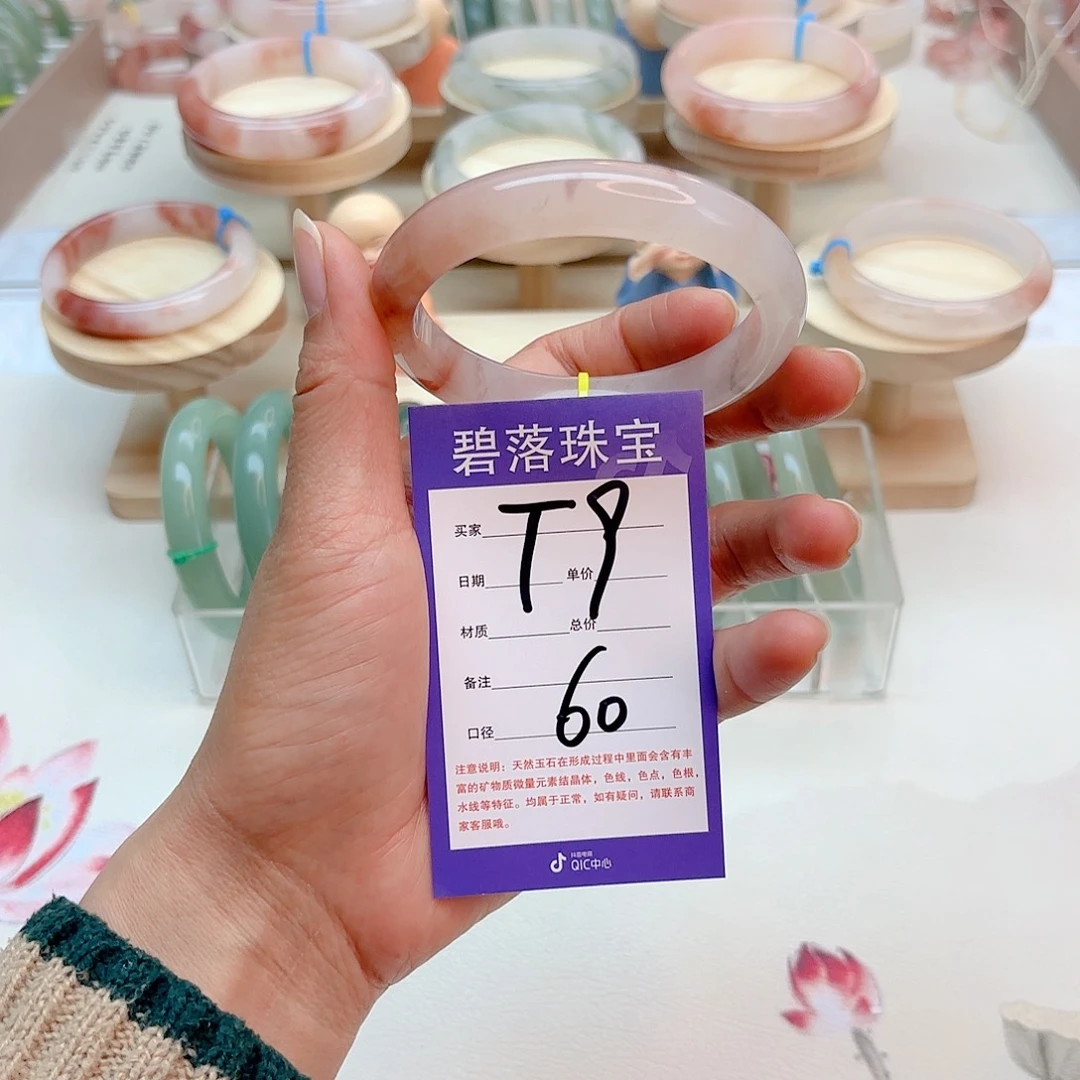 碧落珠宝
T9
买家
日期 单价
材质 总价
备注
口径 60
注意说明：天然玉石在形成过程中里面会含有丰
富的矿物质微量元素结晶体，色线，色点，色根，
水线等特征。均属于正常，如有疑问，请联系商
家客服哦。
抖音电商
QIC中心